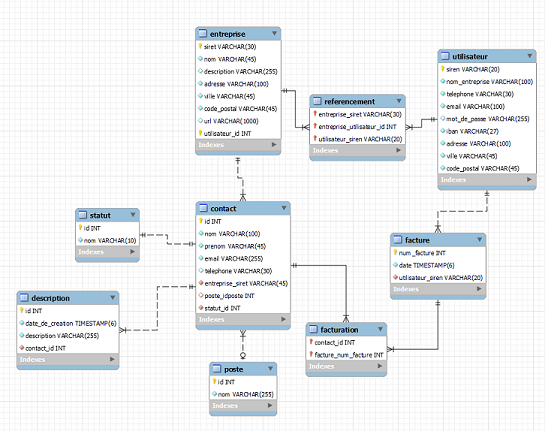 entreprise
siret VARCHAR(30)
nom VARCHAR(45)
description VARCHAR(255)
adresse VARCHAR(100)
ville VARCHAR(45)
code_postal VARCHAR(45)
url VARCHAR(1000)
utilisateur_id INT
Indexes
referencement
entreprise_siret VARCHAR(30)
entreprise_utilisateur_id INT
utilisateur_siren VARCHAR(20)
Indexes
utilisateur
siren VARCHAR(20)
nom_entreprise VARCHAR(100)
telephone VARCHAR(30)
email VARCHAR(100)
mot_de_passe VARCHAR(255)
iban VARCHAR(27)
adresse VARCHAR(100)
ville VARCHAR(45)
code_postal VARCHAR(45)
Indexes
statut
id INT
nom VARCHAR(10)
Indexes
contact
id INT
nom VARCHAR(100)
prenom VARCHAR(45)
email VARCHAR(255)
telephone VARCHAR(30)
entreprise_siret VARCHAR(45)
poste_idposte INT
statut_id INT
Indexes
facture
num_facture INT
date TIMESTAMP(6)
utilisateur_siren VARCHAR(20)
Indexes
description
id INT
date_de_creation TIMESTAMP(6)
description VARCHAR(255)
contact_id INT
Indexes
facturation
contact_id INT
facture_num_facture INT
Indexes
poste
id INT
nom VARCHAR(255)
Indexes